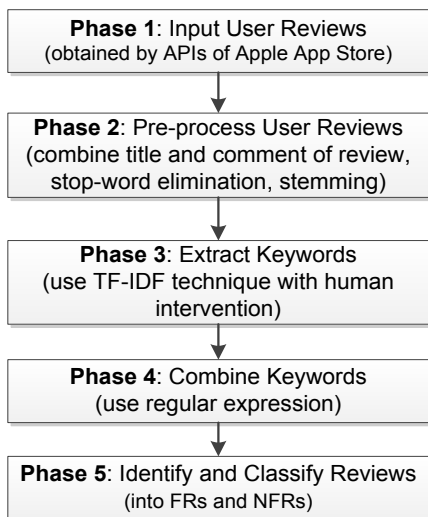 Phase 1: Input User Reviews
(obtained by APIs of Apple App Store)
Phase 2: Pre-process User Reviews
(combine title and comment of review,
stop-word elimination, stemming)
Phase 3: Extract Keywords
(use TF-IDF technique with human
intervention)
Phase 4: Combine Keywords
(use regular expression)
Phase 5: Identify and Classify Reviews
(into FRs and NFRs)